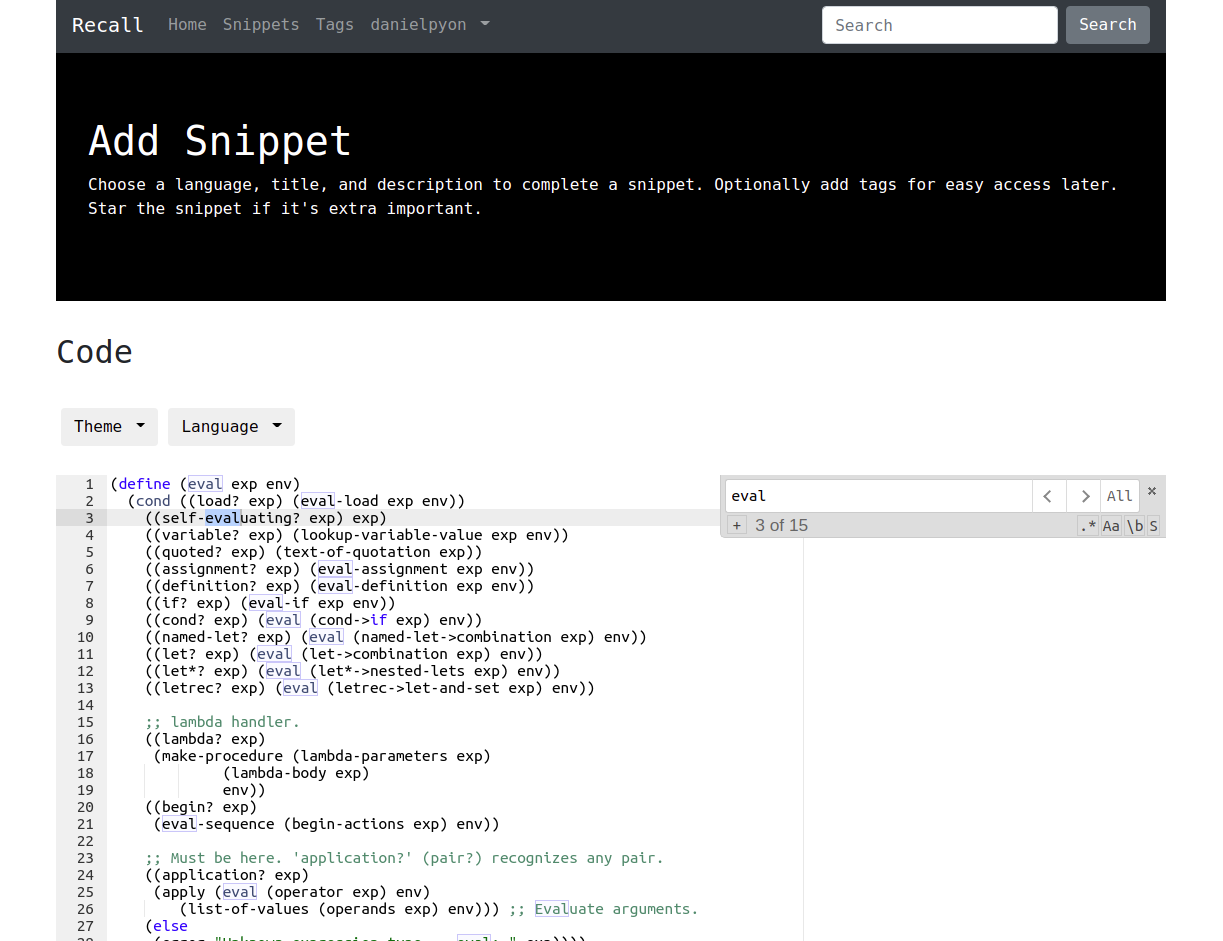 Recall Home Snippets Tags danielpyon Search Search
Add Snippet
Choose a language, title, and description to complete a snippet. Optionally add tags for easy access later.
Star the snippet if it's extra important.
Code
Theme Language
eval < > All ×
+ 3 of 15 .* Aa \b S
1 (define (eval exp env)
2 (cond ((load? exp) (eval-load exp env))
3 ((self-evaluating? exp) exp)
4 ((variable? exp) (lookup-variable-value exp env))
5 ((quoted? exp) (text-of-quotation exp))
6 ((assignment? exp) (eval-assignment exp env))
7 ((definition? exp) (eval-definition exp env))
8 ((if? exp) (eval-if exp env))
9 ((cond? exp) (eval (cond->if exp) env))
10 ((named-let? exp) (eval (named-let->combination exp) env))
11 ((let? exp) (eval (let->combination exp) env))
12 ((let*? exp) (eval (let*->nested-lets exp) env))
13 ((letrec? exp) (eval (letrec->let-and-set exp) env))
14
15 ;; lambda handler.
16 ((lambda? exp)
17 (make-procedure (lambda-parameters exp)
18 (lambda-body exp)
19 env))
20 ((begin? exp)
21 (eval-sequence (begin-actions exp) env))
22
23 ;; Must be here. 'application?' (pair?) recognizes any pair.
24 ((application? exp)
25 (apply (eval (operator exp) env)
26 (list-of-values (operands exp) env))) ;; Evaluate arguments.
27 (else
28 (error "Unknown expression type